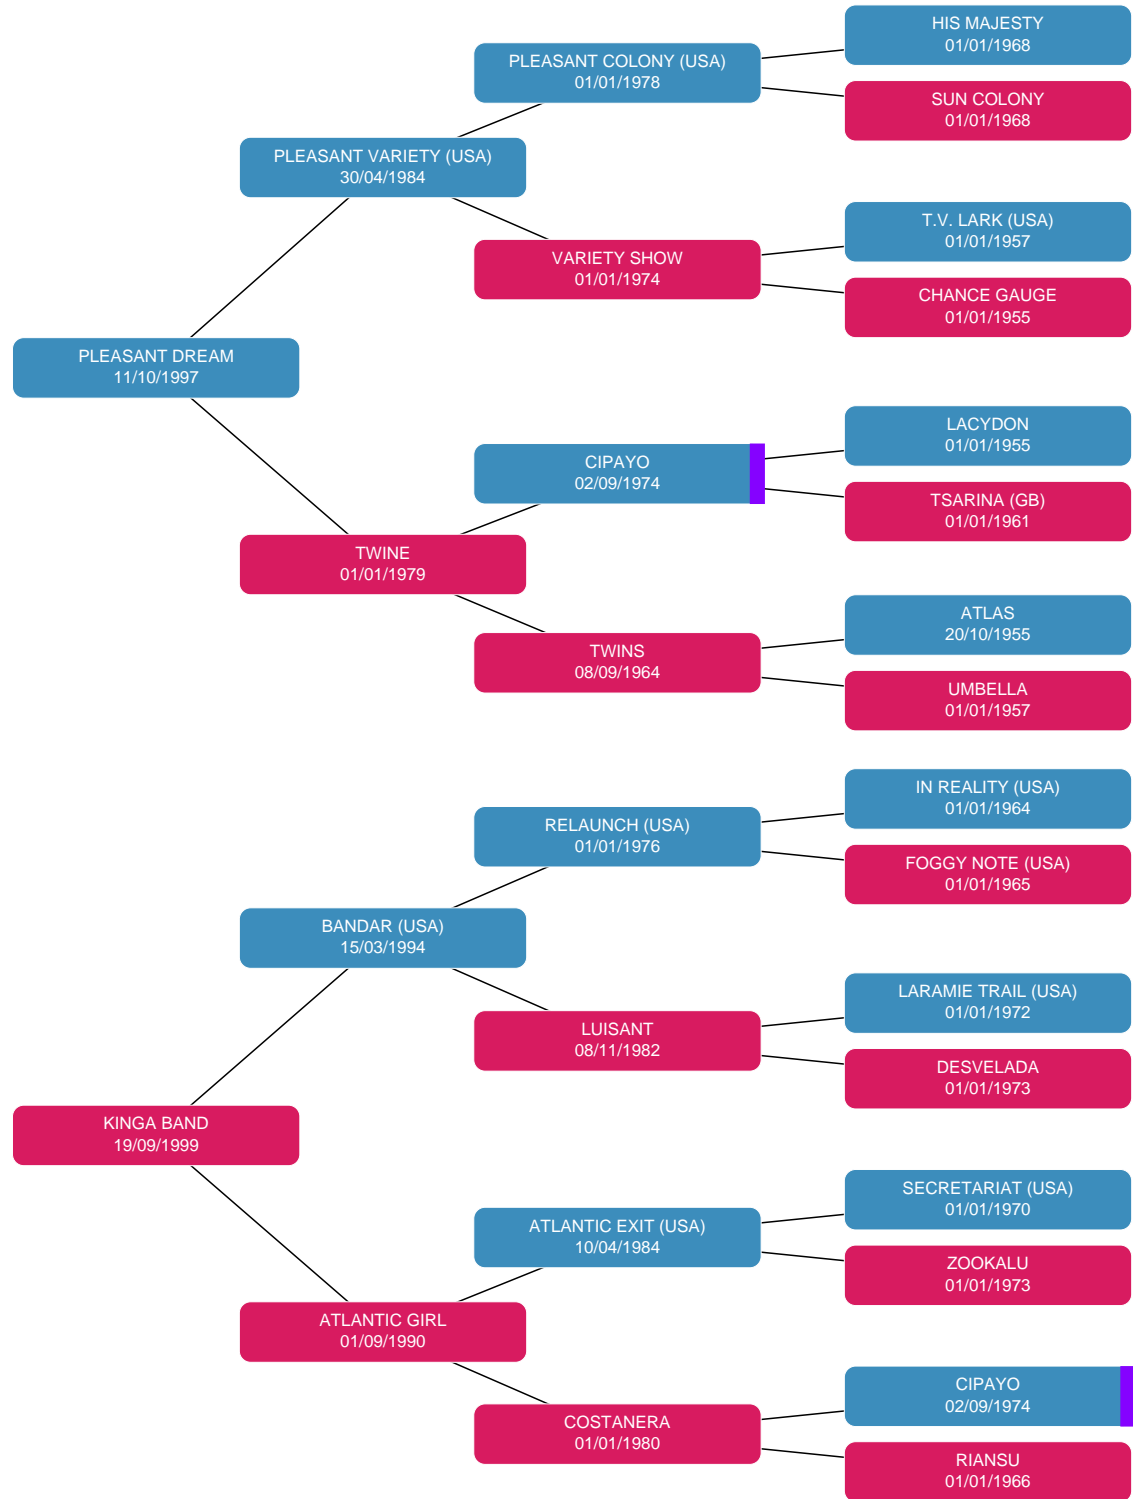 HIS MAJESTY
01/01/1968
PLEASANT COLONY (USA)
01/01/1978
SUN COLONY
01/01/1968
PLEASANT VARIETY (USA)
30/04/1984
T.V. LARK (USA)
01/01/1957
VARIETY SHOW
01/01/1974
CHANCE GAUGE
01/01/1955
PLEASANT DREAM
11/10/1997
LACYDON
01/01/1955
CIPAYO
02/09/1974
TSARINA (GB)
01/01/1961
TWINE
01/01/1979
ATLAS
20/10/1955
TWINS
08/09/1964
UMBELLA
01/01/1957
IN REALITY (USA)
01/01/1964
RELAUNCH (USA)
01/01/1976
FOGGY NOTE (USA)
01/01/1965
BANDAR (USA)
15/03/1994
LARAMIE TRAIL (USA)
01/01/1972
LUISANT
08/11/1982
DESVELADA
01/01/1973
KINGA BAND
19/09/1999
SECRETARIAT (USA)
01/01/1970
ATLANTIC EXIT (USA)
10/04/1984
ZOOKALU
01/01/1973
ATLANTIC GIRL
01/09/1990
CIPAYO
02/09/1974
COSTANERA
01/01/1980
RIANSU
01/01/1966